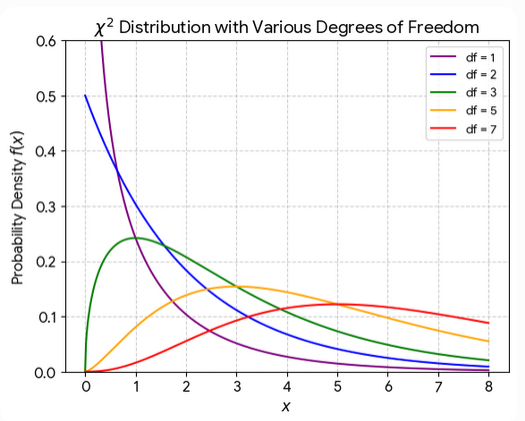 χ² Distribution with Various Degrees of Freedom
0.6
0.5
0.4
0.3
0.2
0.1
0.0
Probability Density f(x)
df = 1
df = 2
df = 3
df = 5
df = 7
0 1 2 3 4 5 6 7 8
x